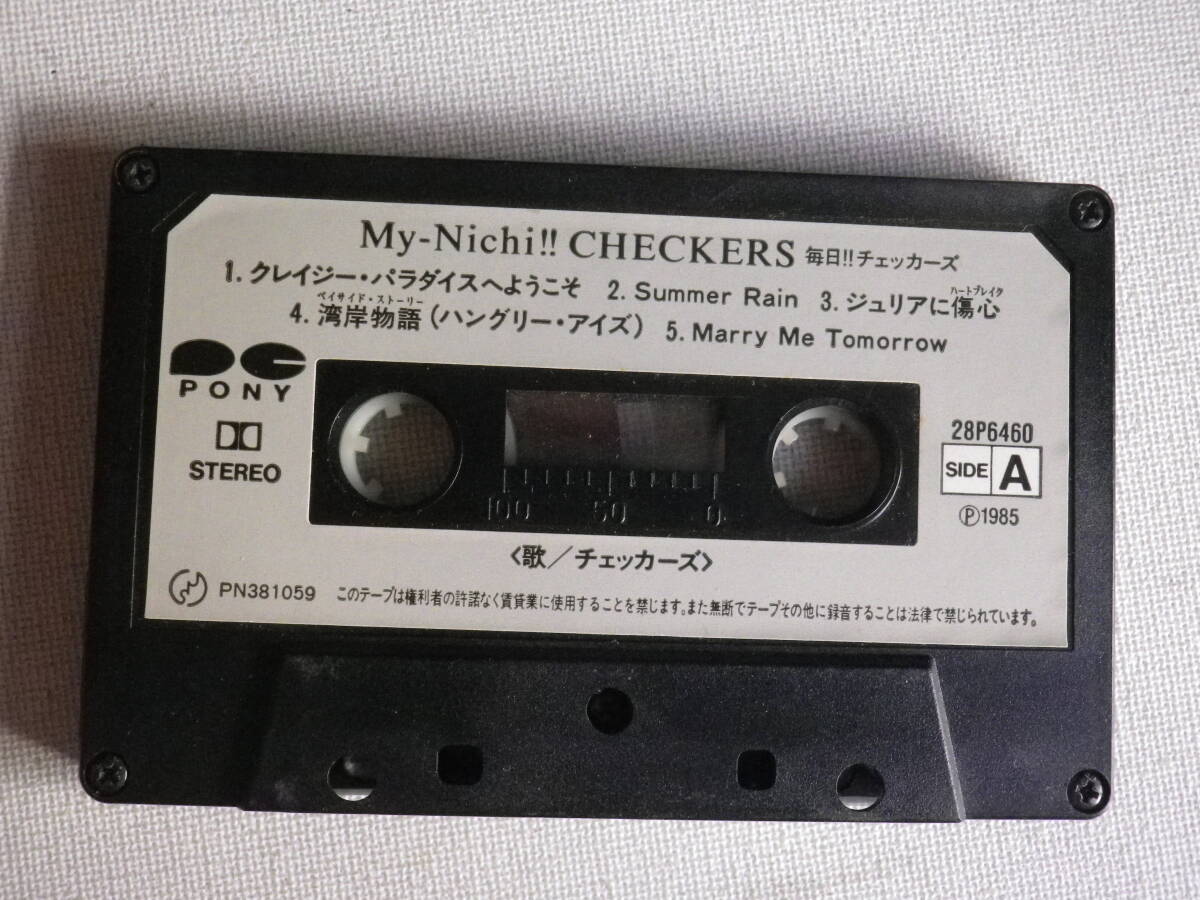 My-Nichi!! CHECKERS 毎日!!チェッカーズ
1. クレイジー・パラダイスへようこそ 2. Summer Rain 3. ジュリアに傷心
ハートブレイク
ベイサイド・ストーリー
4. 湾岸物語(ハングリー・アイズ) 5. Marry Me Tomorrow
PC
PONY
STEREO
28P6460
SIDE A
Ⓟ1985
100 50 0
〈歌/チェッカーズ〉
PN381059 このテープは権利者の許諾なく賃貸業に使用することを禁じます。また無断でテープその他に録音することは法律で禁じられています。